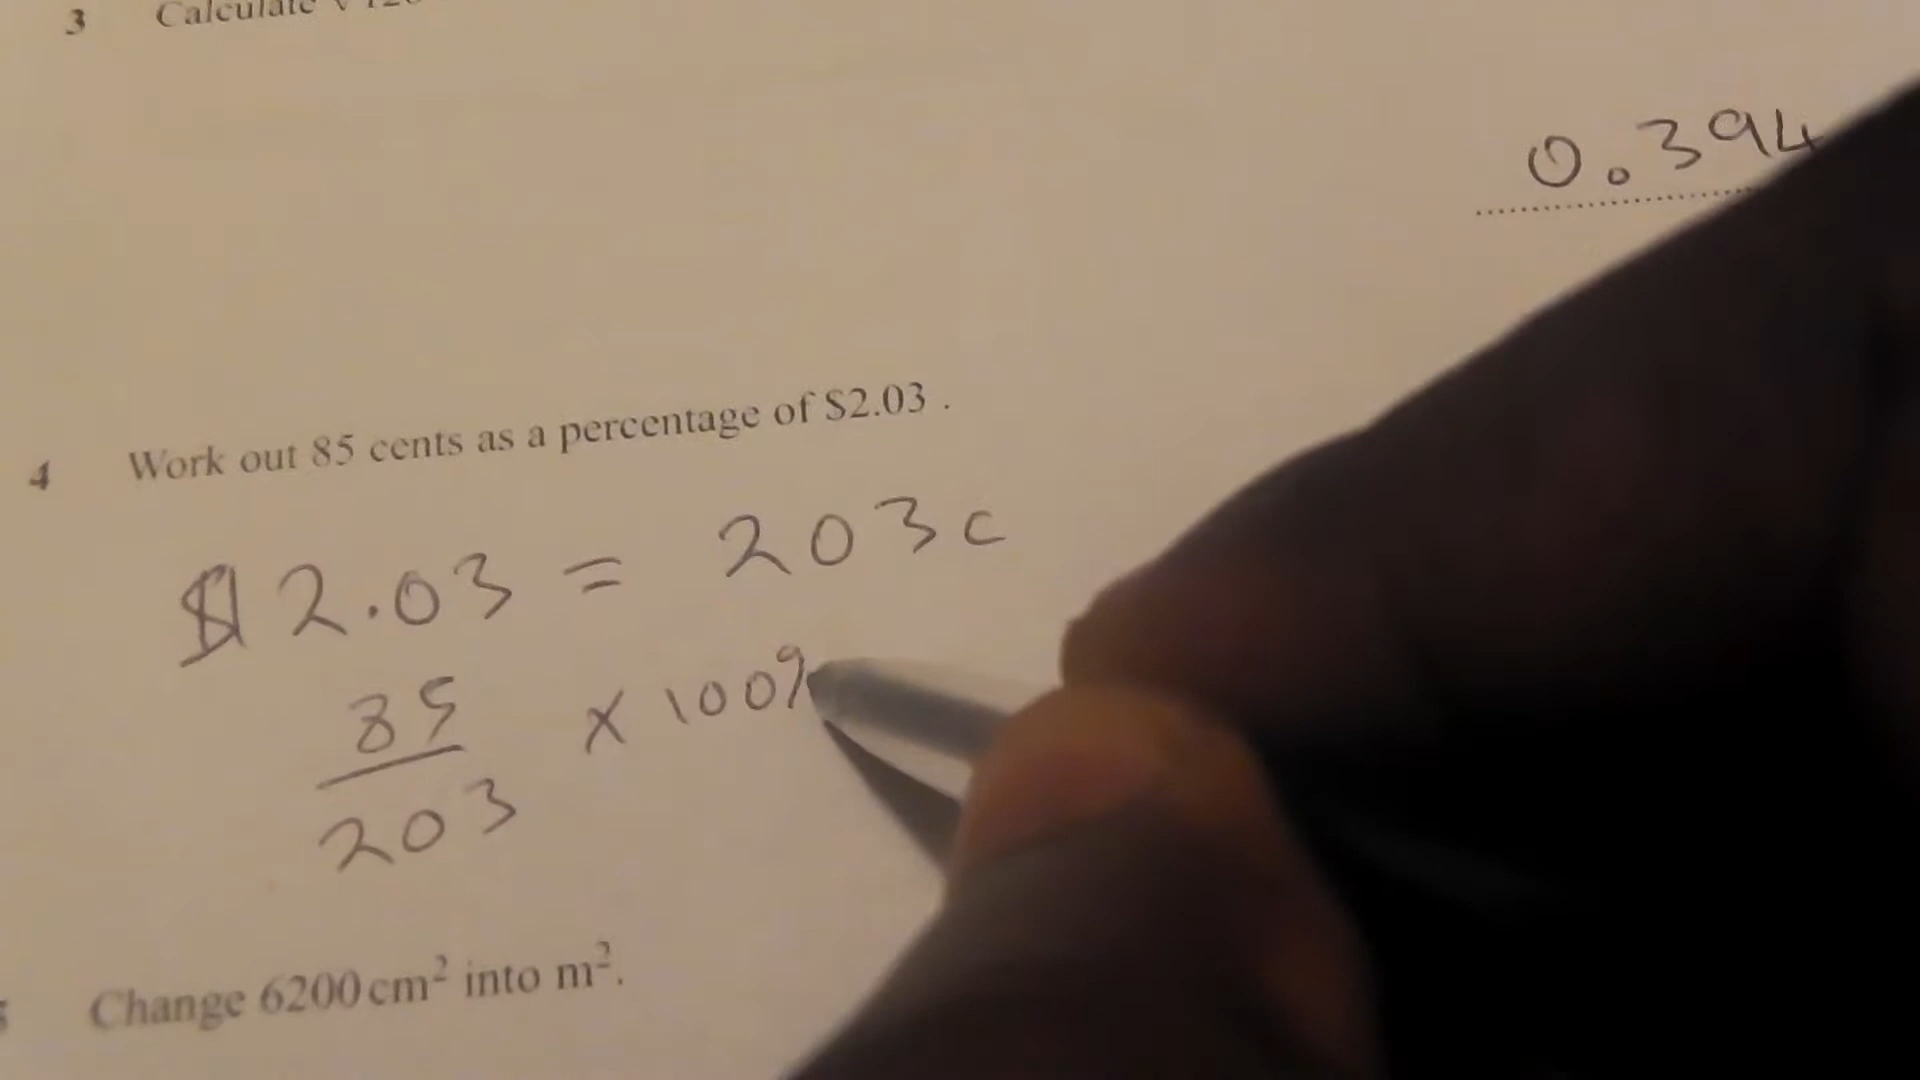 3 Calculate √
0.394
4 Work out 85 cents as a percentage of $2.03 .
$2.03 = 203c
85
203
× 100%
Change 6200 cm² into m².